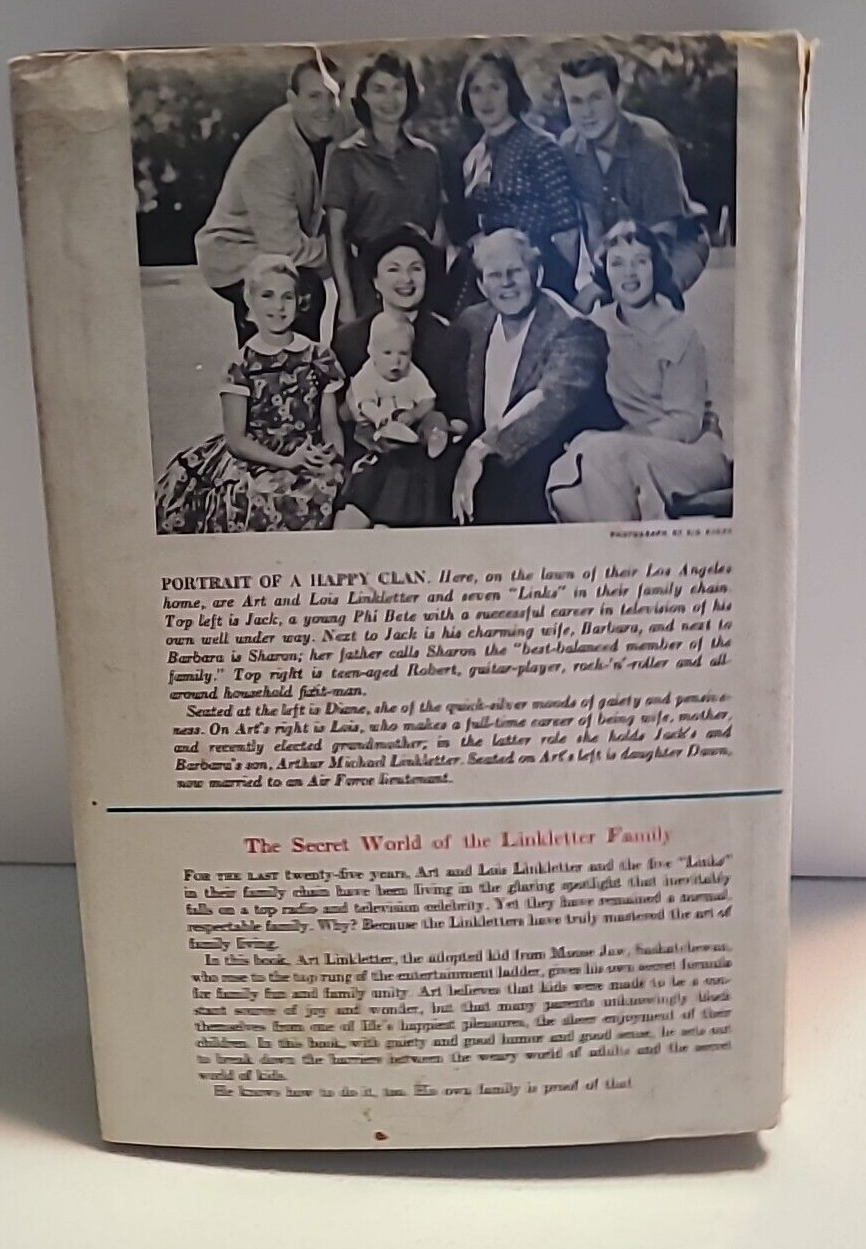 PHOTOGRAPH BY
PORTRAIT OF A HAPPY CLAN. Here, on the lawn of their Los Angeles
home, are Art and Lois Linkletter and seven "Links" in their family chain.
Top left is Jack, a young Phi Bete with a successful career in television of his
own well under way. Next to Jack is his charming wife, Barbara, and next to
Barbara is Sharon; her father calls Sharon the "best-balanced member of the
family." Top right is teen-aged Robert, guitar-player, rock-'n'-roller and all-
around household fixit-man.
Seated at the left is Diane, she of the quick-silver moods of gaiety and pensive-
ness. On Art's right is Lois, who makes a full-time career of being wife, mother,
and recently elected grandmother; in the latter role she holds Jack's and
Barbara's son, Arthur Michael Linkletter. Seated on Art's left is daughter Dawn,
now married to an Air Force lieutenant.
The Secret World of the Linkletter Family
FOR THE LAST twenty-five years, Art and Lois Linkletter and the five "Links"
in their family chain have been living in the glaring spotlight that inevitably
falls on a top radio and television celebrity. Yet they have remained a normal,
respectable family. Why? Because the Linkletters have truly mastered the art of
family living.
In this book, Art Linkletter, the adopted kid from Moose Jaw, Saskatchewan,
who rose to the top rung of the entertainment ladder, gives his own secret formula
for family fun and family unity. Art believes that kids were made to be a con-
stant source of joy and wonder, but that many parents unknowingly block
themselves from one of life's happiest pleasures, the sheer enjoyment of their
children. In this book, with gaiety and good humor and good sense, he sets out
to break down the barriers between the weary world of adults and the secret
world of kids.
He knows how to do it, too. His own family is proof of that.